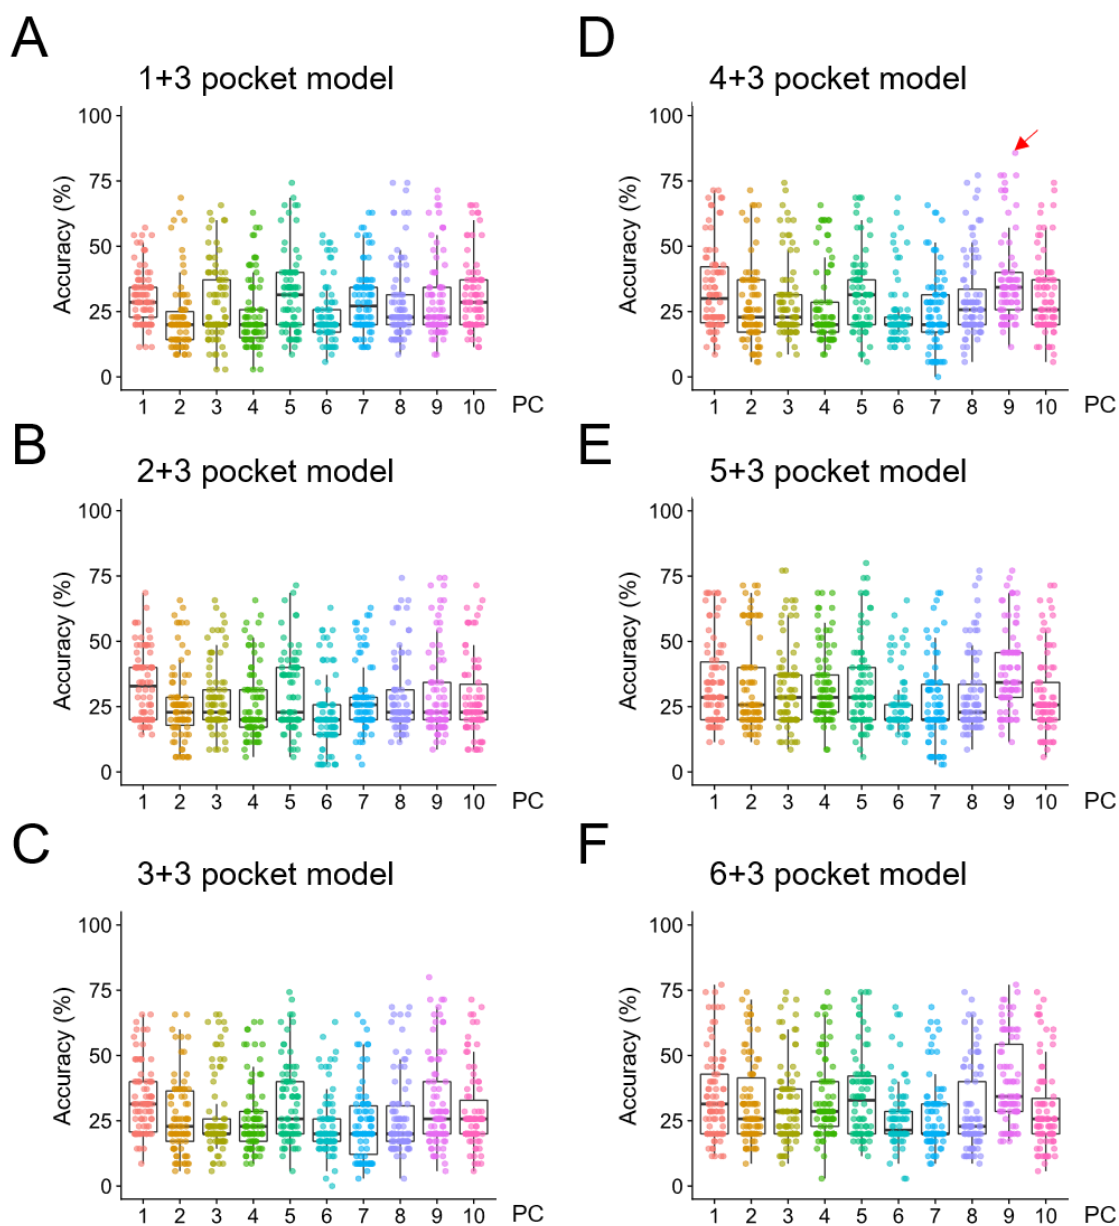 A
1+3 pocket model
Accuracy (%)
100
75
50
25
0
1 2 3 4 5 6 7 8 9 10 PC
B
2+3 pocket model
Accuracy (%)
100
75
50
25
0
1 2 3 4 5 6 7 8 9 10 PC
C
3+3 pocket model
Accuracy (%)
100
75
50
25
0
1 2 3 4 5 6 7 8 9 10 PC
D
4+3 pocket model
Accuracy (%)
100
75
50
25
0
1 2 3 4 5 6 7 8 9 10 PC
E
5+3 pocket model
Accuracy (%)
100
75
50
25
0
1 2 3 4 5 6 7 8 9 10 PC
F
6+3 pocket model
Accuracy (%)
100
75
50
25
0
1 2 3 4 5 6 7 8 9 10 PC